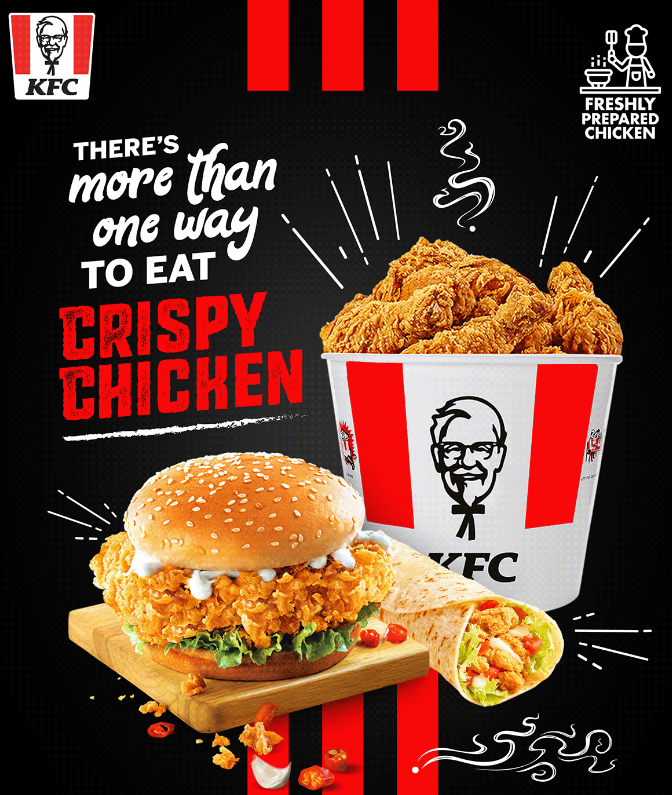 KFC
FRESHLY
PREPARED
CHICKEN
THERE'S
more than
one way
TO EAT
CRISPY
CHICKEN
KFC